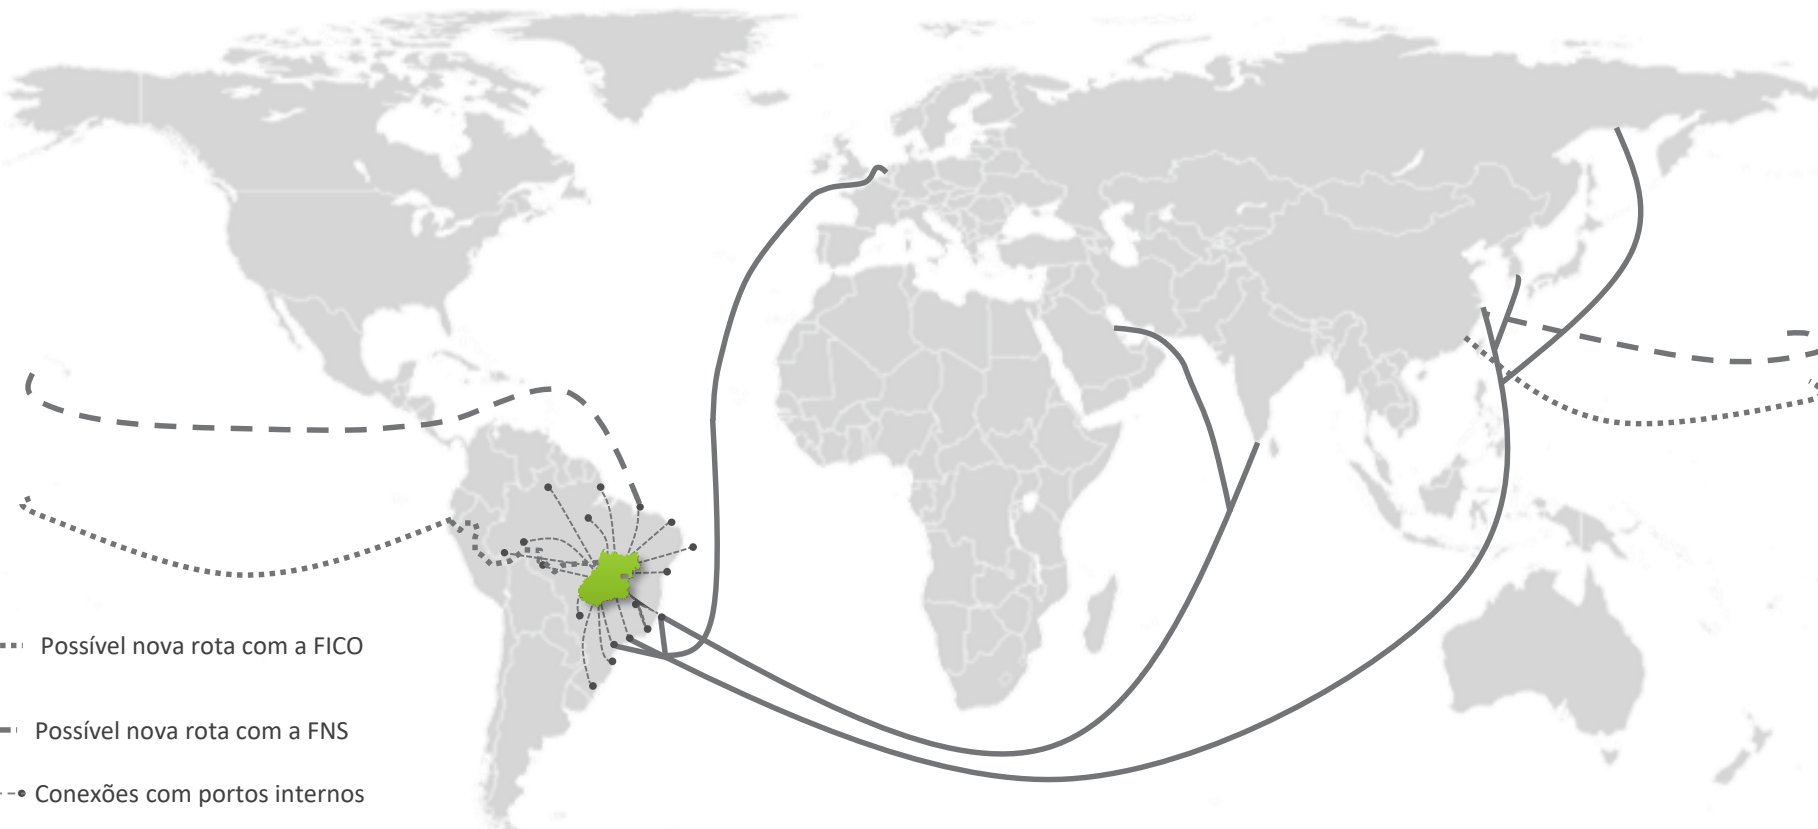 Possível nova rota com a FICO
Possível nova rota com a FNS
Conexões com portos internos